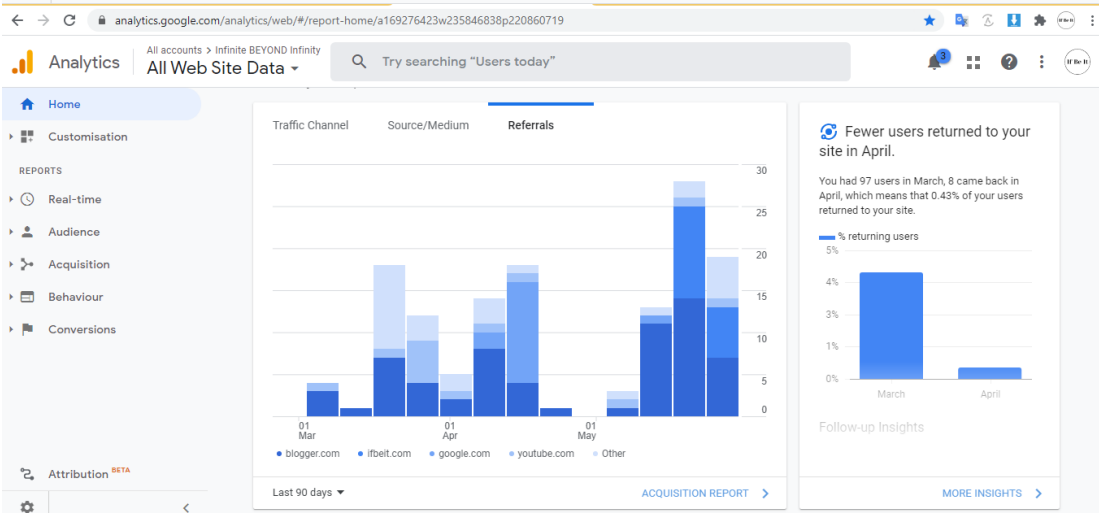 analytics.google.com/analytics/web/#/report-home/a169276423w235846838p220860719
Analytics
All accounts > Infinite BEYOND Infinity
All Web Site Data
Try searching “Users today”
3
If Be It
Home
Customisation
REPORTS
Real-time
Audience
Acquisition
Behaviour
Conversions
Attribution BETA
Traffic Channel Source/Medium Referrals
30
25
20
15
10
5
0
01 Mar
01 Apr
01 May
blogger.com ifbeit.com google.com youtube.com Other
Last 90 days
ACQUISITION REPORT
Fewer users returned to your
site in April.
You had 97 users in March, 8 came back in
April, which means that 0.43% of your users
returned to your site.
% returning users
5%
4%
3%
1%
0%
March April
Follow-up Insights
MORE INSIGHTS